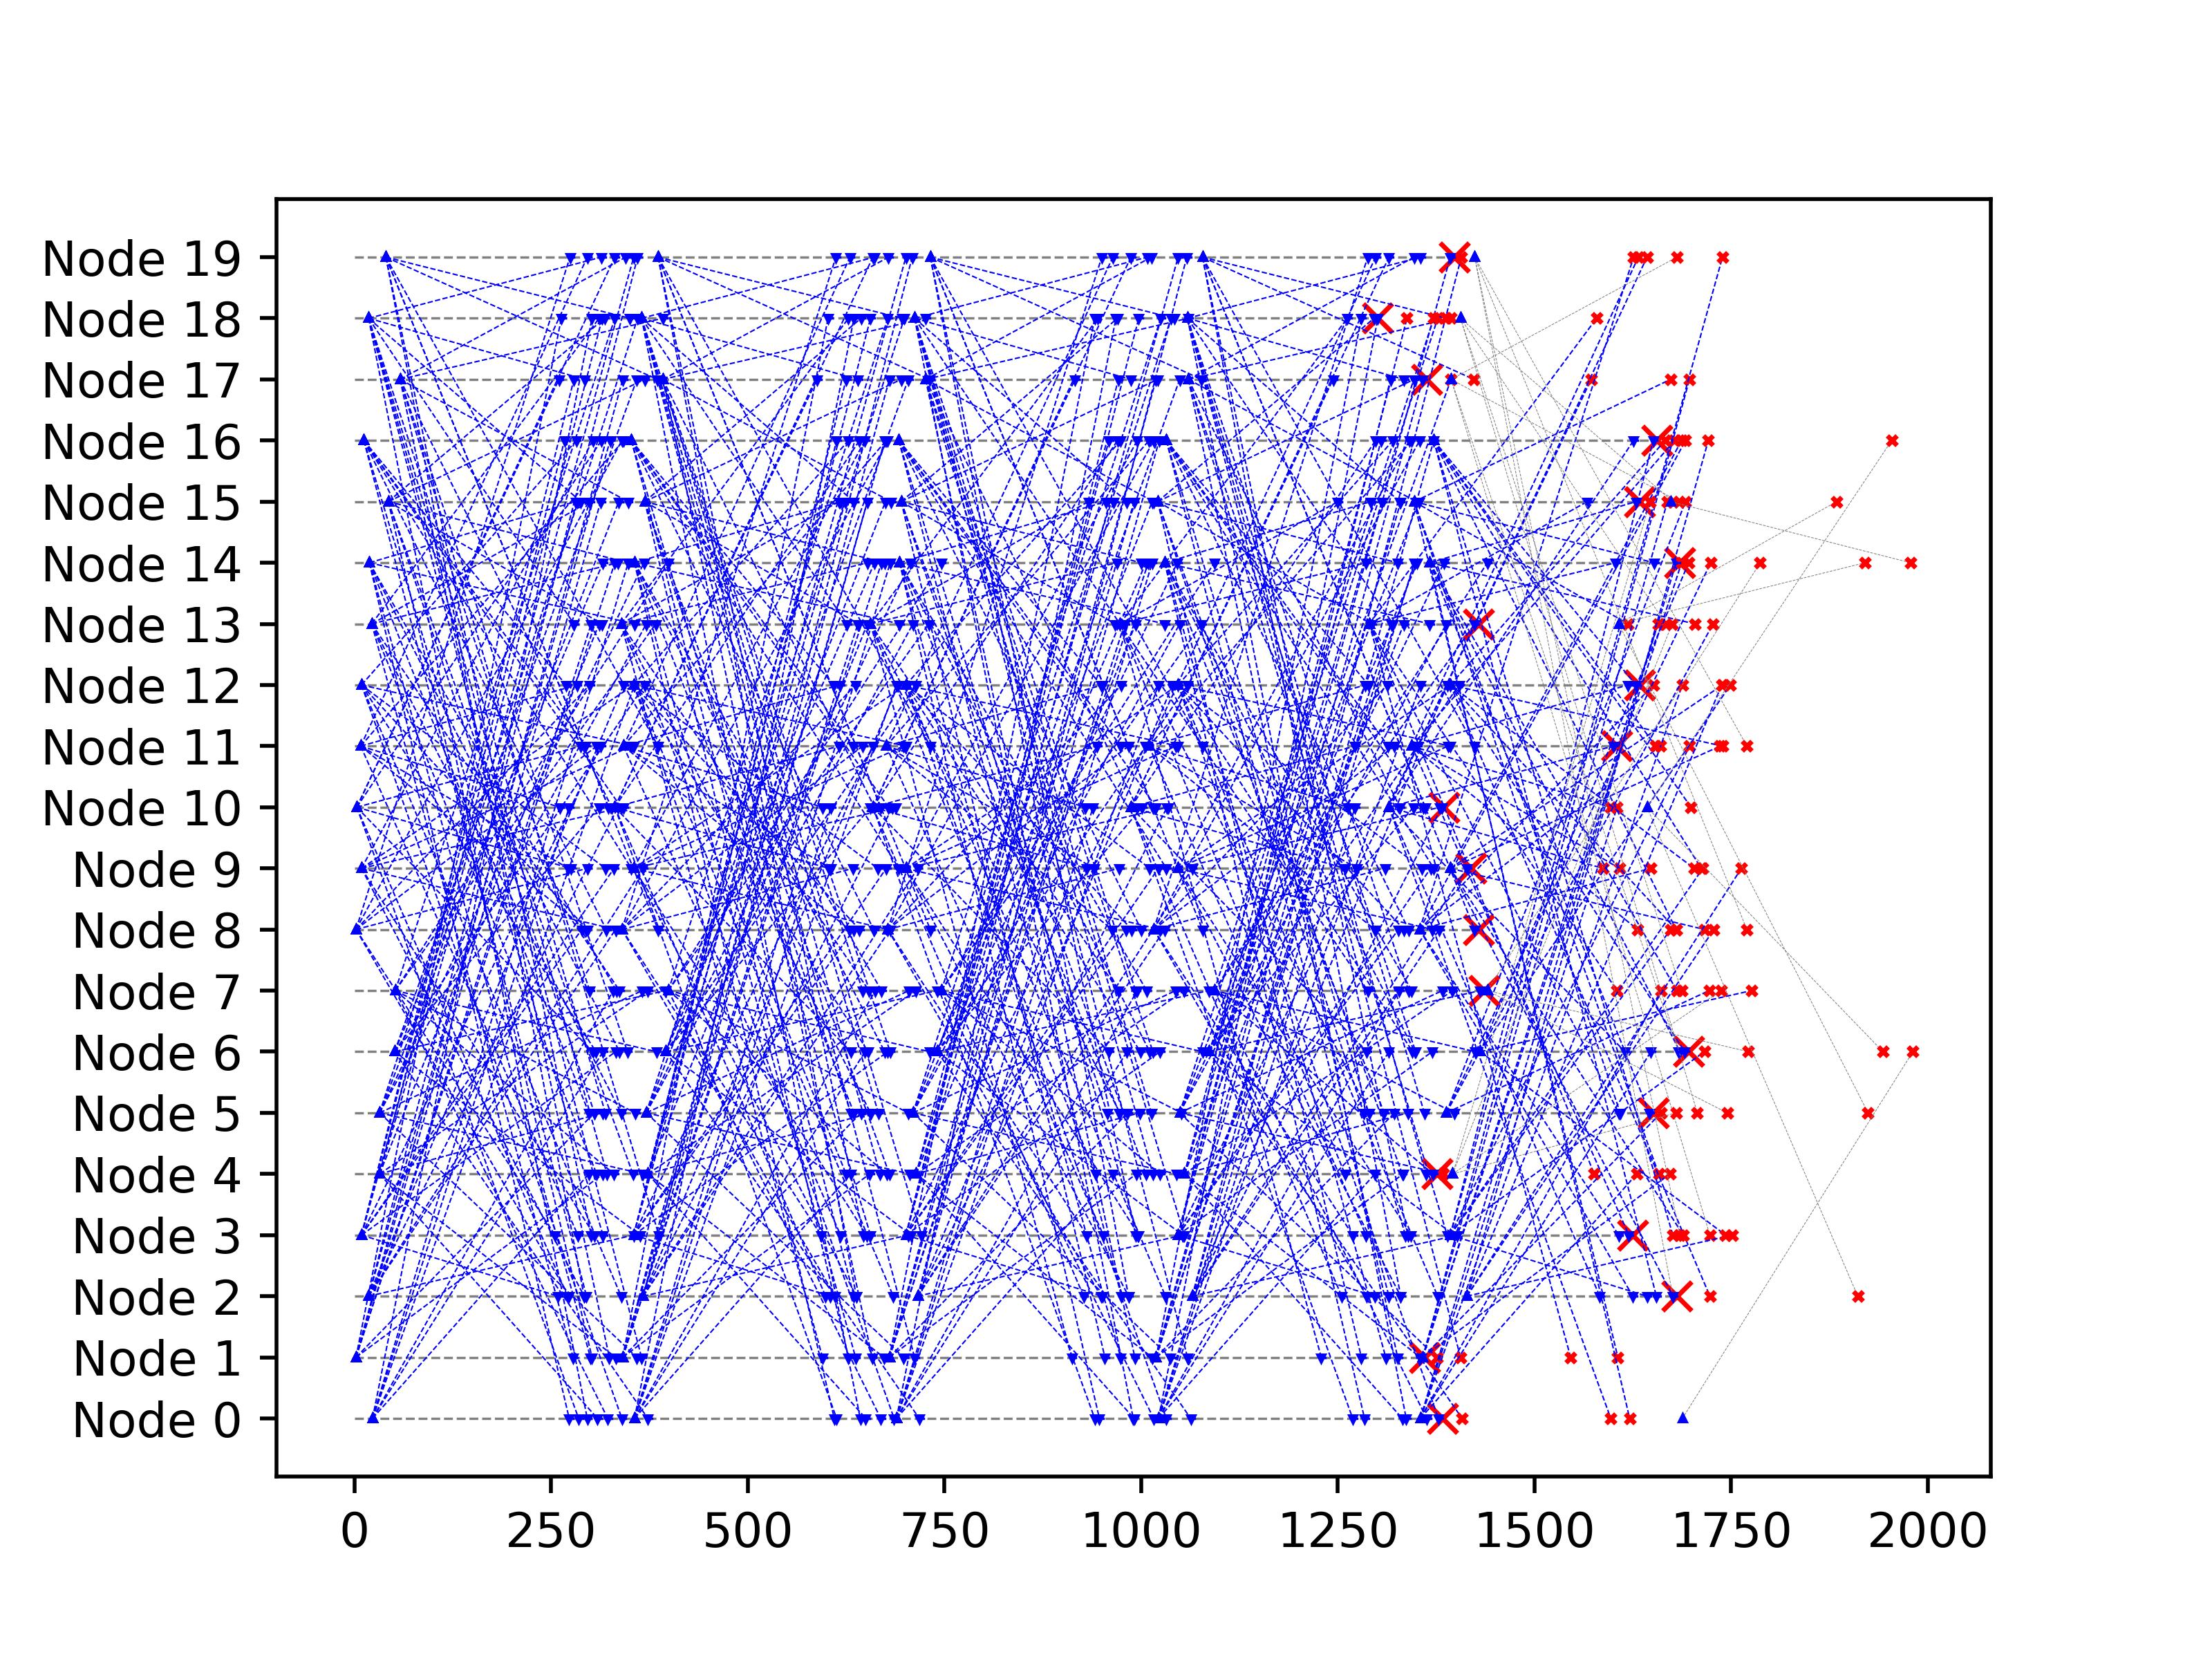 Node 19
Node 18
Node 17
Node 16
Node 15
Node 14
Node 13
Node 12
Node 11
Node 10
Node 9
Node 8
Node 7
Node 6
Node 5
Node 4
Node 3
Node 2
Node 1
Node 0
0 250 500 750 1000 1250 1500 1750 2000